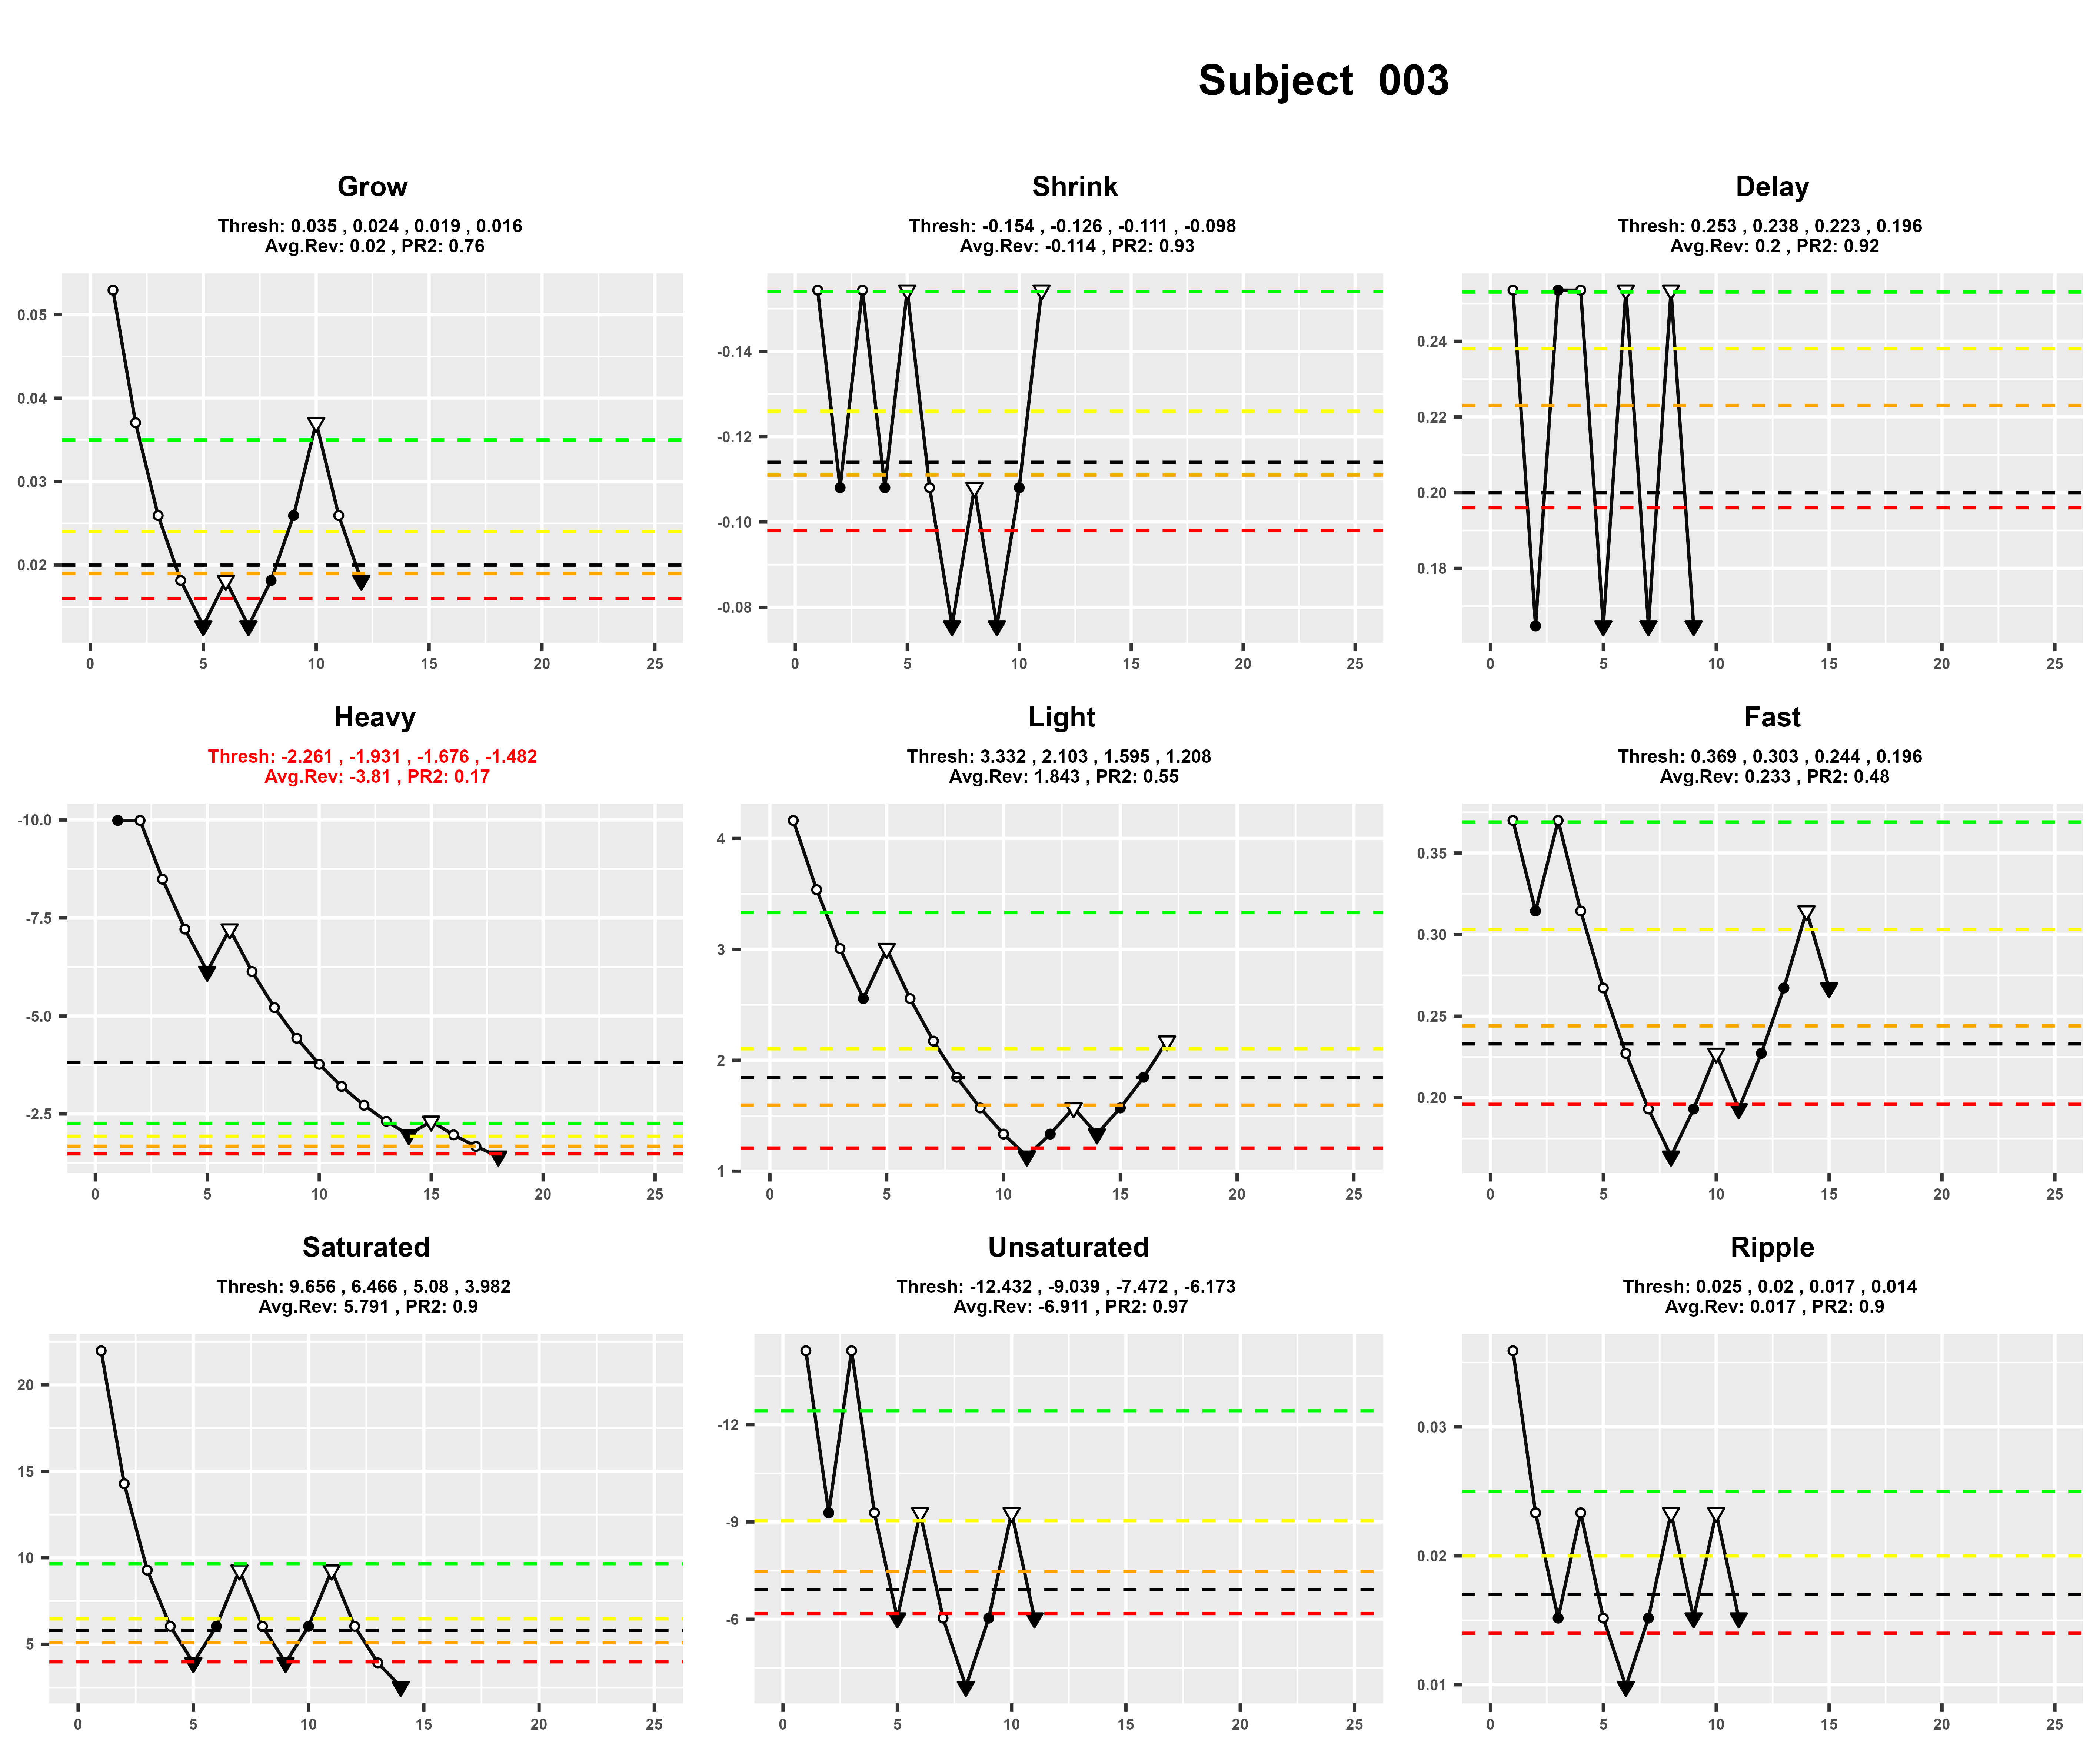 Subject  003
Grow
Thresh: 0.035 , 0.024 , 0.019 , 0.016
Avg.Rev: 0.02 , PR2: 0.76
0.05
0.04
0.03
0.02
0 5 10 15 20 25
Shrink
Thresh: -0.154 , -0.126 , -0.111 , -0.098
Avg.Rev: -0.114 , PR2: 0.93
-0.14
-0.12
-0.10
-0.08
0 5 10 15 20 25
Delay
Thresh: 0.253 , 0.238 , 0.223 , 0.196
Avg.Rev: 0.2 , PR2: 0.92
0.24
0.22
0.20
0.18
0 5 10 15 20 25
Heavy
Thresh: -2.261 , -1.931 , -1.676 , -1.482
Avg.Rev: -3.81 , PR2: 0.17
-10.0
-7.5
-5.0
-2.5
0 5 10 15 20 25
Light
Thresh: 3.332 , 2.103 , 1.595 , 1.208
Avg.Rev: 1.843 , PR2: 0.55
4
3
2
1
0 5 10 15 20 25
Fast
Thresh: 0.369 , 0.303 , 0.244 , 0.196
Avg.Rev: 0.233 , PR2: 0.48
0.35
0.30
0.25
0.20
0 5 10 15 20 25
Saturated
Thresh: 9.656 , 6.466 , 5.08 , 3.982
Avg.Rev: 5.791 , PR2: 0.9
20
15
10
5
0 5 10 15 20 25
Unsaturated
Thresh: -12.432 , -9.039 , -7.472 , -6.173
Avg.Rev: -6.911 , PR2: 0.97
-12
-9
-6
0 5 10 15 20 25
Ripple
Thresh: 0.025 , 0.02 , 0.017 , 0.014
Avg.Rev: 0.017 , PR2: 0.9
0.03
0.02
0.01
0 5 10 15 20 25